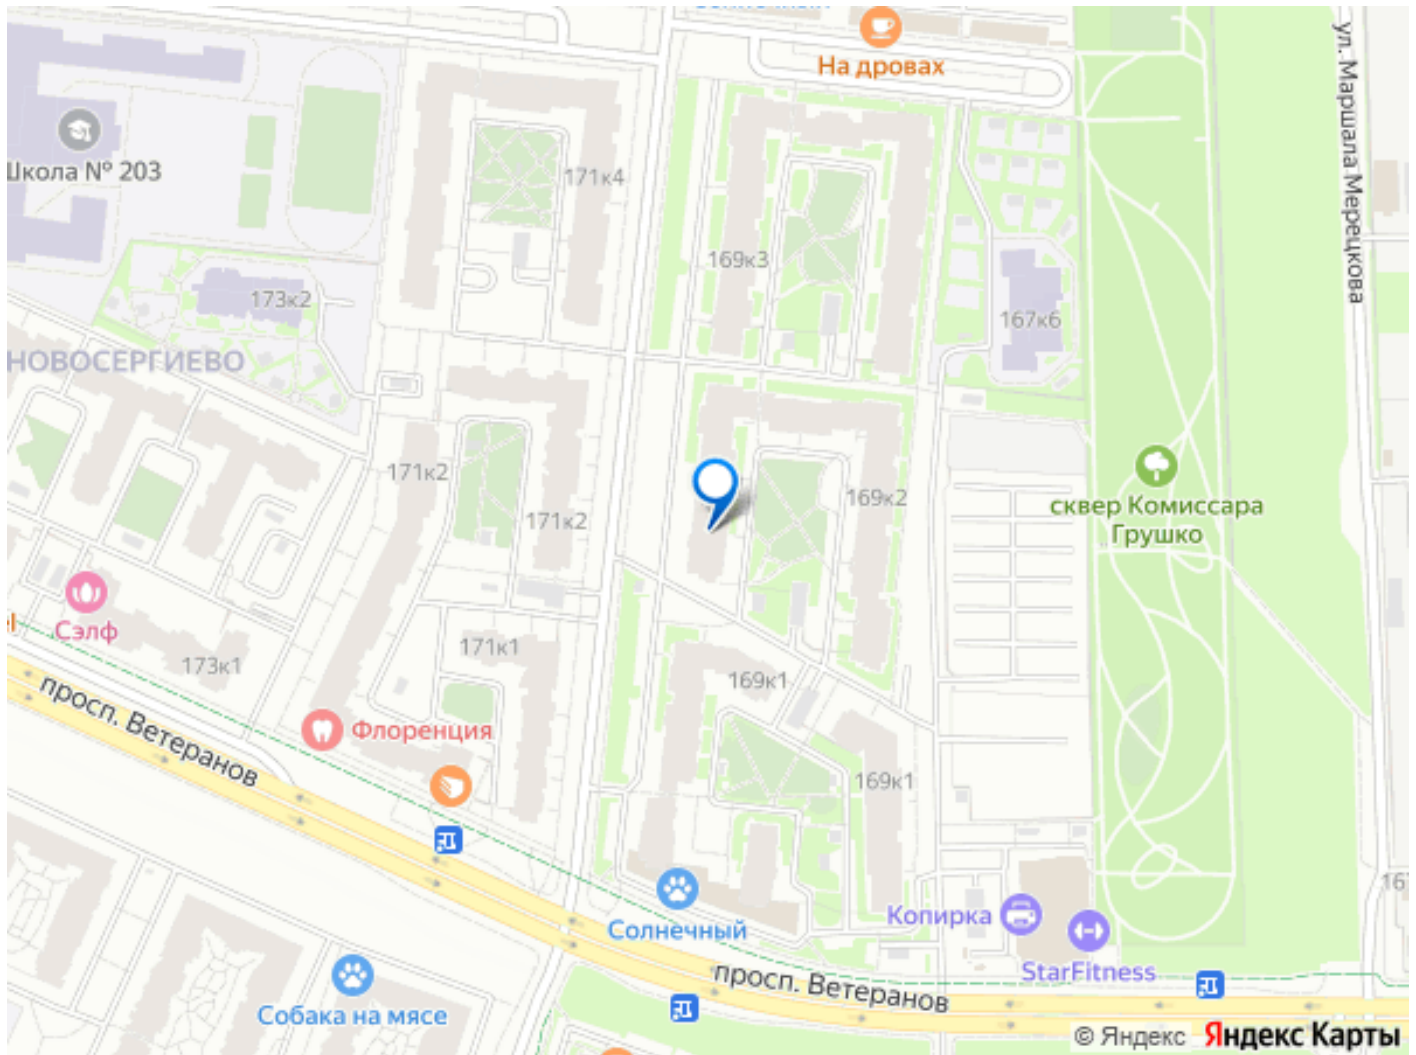 На дровах
ул. Маршала Мерецкова
Школа № 203
171к4
169к3
173к2
167к6
НОВОСЕРГИЕВО
171к2
169к2
171к2
сквер Комиссара
Грушко
Сэлф
173к1
171к1
169к1
просп. Ветеранов
Флоренция
169к1
Копирка
Солнечный
StarFitness
просп. Ветеранов
Собака на мясе
© Яндекс Яндекс Карты